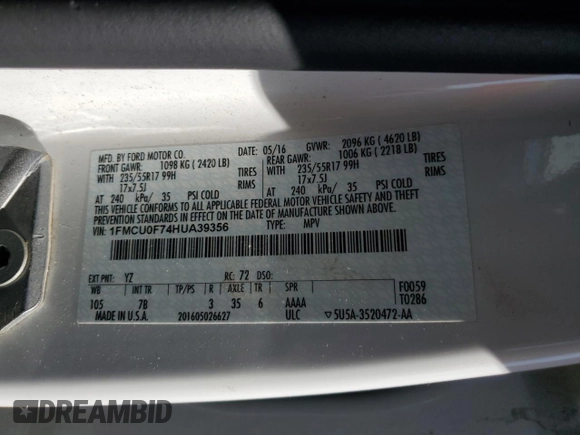 MFD. BY FORD MOTOR CO. DATE: 05/16 GVWR: 2096 KG ( 4620 LB)
FRONT GAWR: 1098 KG ( 2420 LB) REAR GAWR: 1006 KG ( 2218 LB)
WITH 235/55R17 99H TIRES WITH 235/55R17 99H TIRES
17x7.5J RIMS 17x7.5J RIMS
AT 240 kPa/ 35 PSI COLD AT 240 kPa/ 35 PSI COLD
THIS VEHICLE CONFORMS TO ALL APPLICABLE FEDERAL MOTOR VEHICLE SAFETY AND THEFT PREVENTION STANDARDS IN EFFECT ON THE DATE OF MANUFACTURE SHOWN ABOVE.
VIN: 1FMCU0F74HUA39356 TYPE: MPV
EXT PNT: YZ RC: 72 DSO:
WB INT TR TP/PS R AXLE TR SPR F0059
105 7B 3 35 6 AAAA T0286
MADE IN U.S.A. 201605026627 ULC ▽5U5A-3520472-AA
DREAMBID